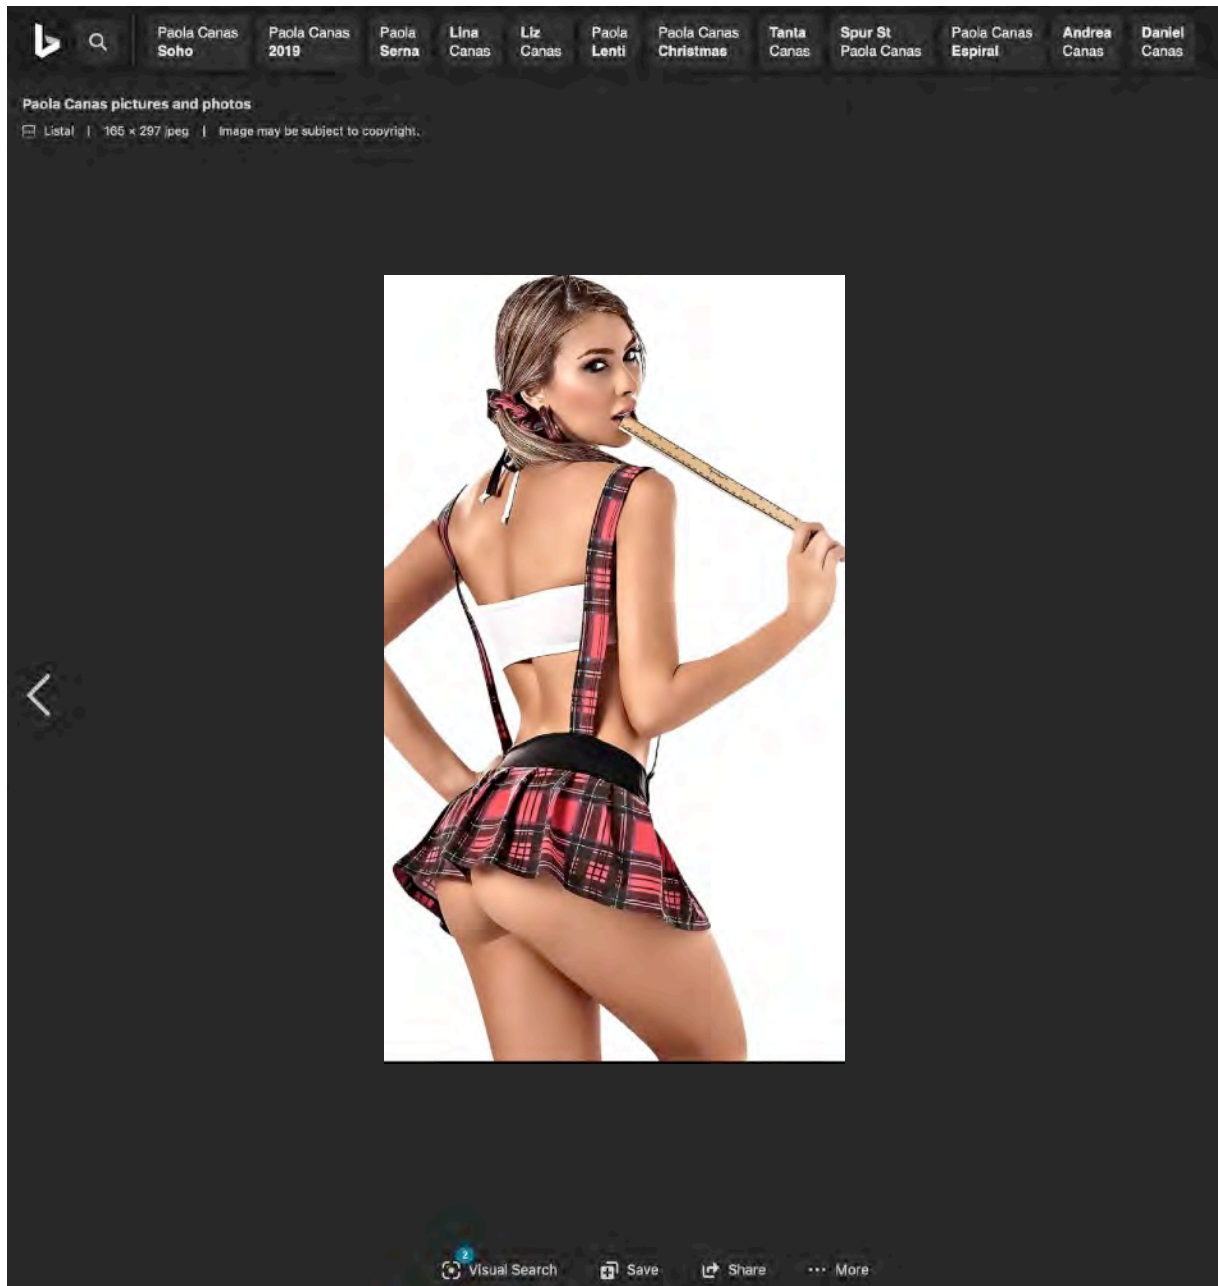 Paola Canas Soho
Paola Canas 2019
Paola Serna
Lina Canas
Liz Canas
Paola Lenti
Paola Canas Christmas
Tanta Canas
Spur St Paola Canas
Paola Canas Espiral
Andrea Canas
Daniel Canas
Paola Canas pictures and photos
Listal | 165 × 297 jpeg | Image may be subject to copyright.
2
Visual Search
Save
Share
More